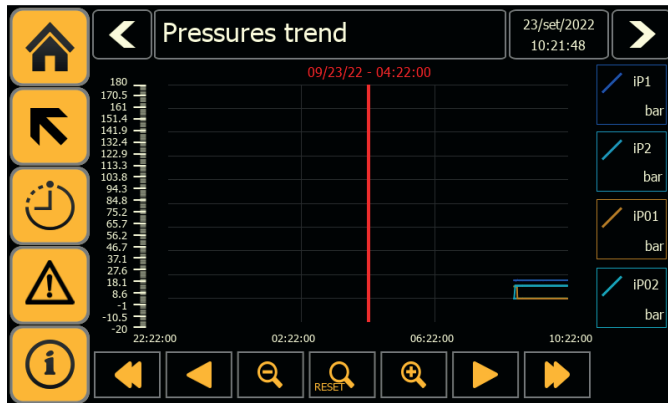 Pressures trend
23/set/2022
10:21:48
09/23/22 - 04:22:00
180
170.5
161
151.4
141.9
132.4
122.9
113.3
103.8
94.3
84.8
75.2
65.7
56.2
46.7
37.1
27.6
18.1
8.6
-1
-10.5
-20
22:22:00
02:22:00
06:22:00
10:22:00
iP1
bar
iP2
bar
iP01
bar
iP02
bar
RESET